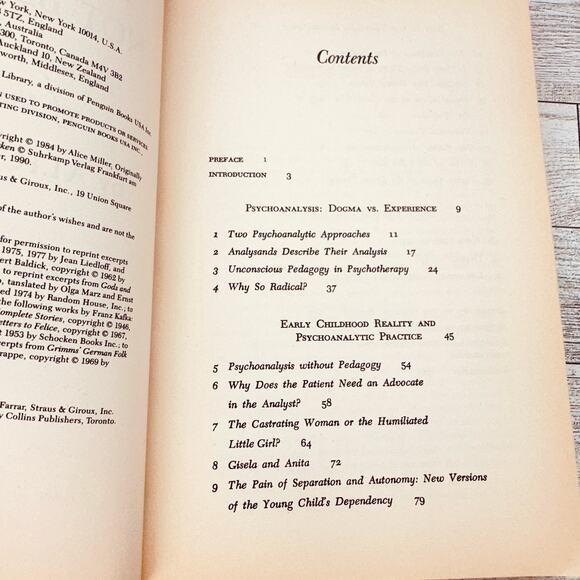 York, New York 10014, U.S.A.
5TZ, England
Australia
300, Toronto, Canada M4V 3B2
Auckland 10, New Zealand
worth, Middlesex, England
Library, a division of Penguin Books USA Inc.
USED TO PROMOTE PRODUCTS OR SERVICES
TING DIVISION, PENGUIN BOOKS USA INC.,
© 1984 by Alice Miller. Originally
ken © Suhrkamp Verlag Frankfurt am
1990.
aus & Giroux, Inc., 19 Union Square
of the author's wishes and are not the
for permission to reprint excerpts
1975, 1977 by Jean Liedloff, and
ert Baldick, copyright © 1962 by
to reprint excerpts from Gods and
translated by Olga Marz and Ernst
1974 by Random House, Inc.; to
the following works by Franz Kafka:
Complete Stories, copyright © 1946,
etters to Felice, copyright © 1967,
1953 by Schocken Books Inc.; to
excerpts from Grimms' German Folk
rappe, copyright © 1969 by
Farrar, Straus & Giroux, Inc.
by Collins Publishers, Toronto.
Contents
PREFACE 1
INTRODUCTION 3
PSYCHOANALYSIS: DOGMA VS. EXPERIENCE 9
1 Two Psychoanalytic Approaches 11
2 Analysands Describe Their Analysis 17
3 Unconscious Pedagogy in Psychotherapy 24
4 Why So Radical? 37
EARLY CHILDHOOD REALITY AND
PSYCHOANALYTIC PRACTICE 45
5 Psychoanalysis without Pedagogy 54
6 Why Does the Patient Need an Advocate
in the Analyst? 58
7 The Castrating Woman or the Humiliated
Little Girl? 64
8 Gisela and Anita 72
9 The Pain of Separation and Autonomy: New Versions
of the Young Child's Dependency 79